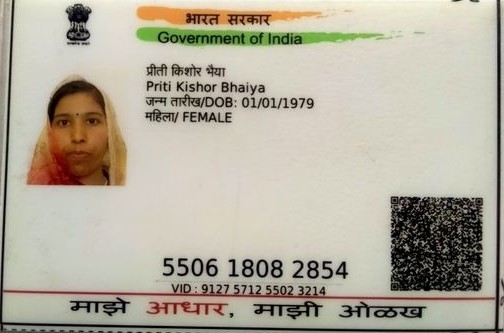 भारत सरकार
Government of India
प्रीती किशोर भैया
Priti Kishor Bhaiya
जन्म तारीख/DOB: 01/01/1979
महिला/ FEMALE
5506 1808 2854
VID : 9127 5712 5502 3214
माझे आधार, माझी ओळख